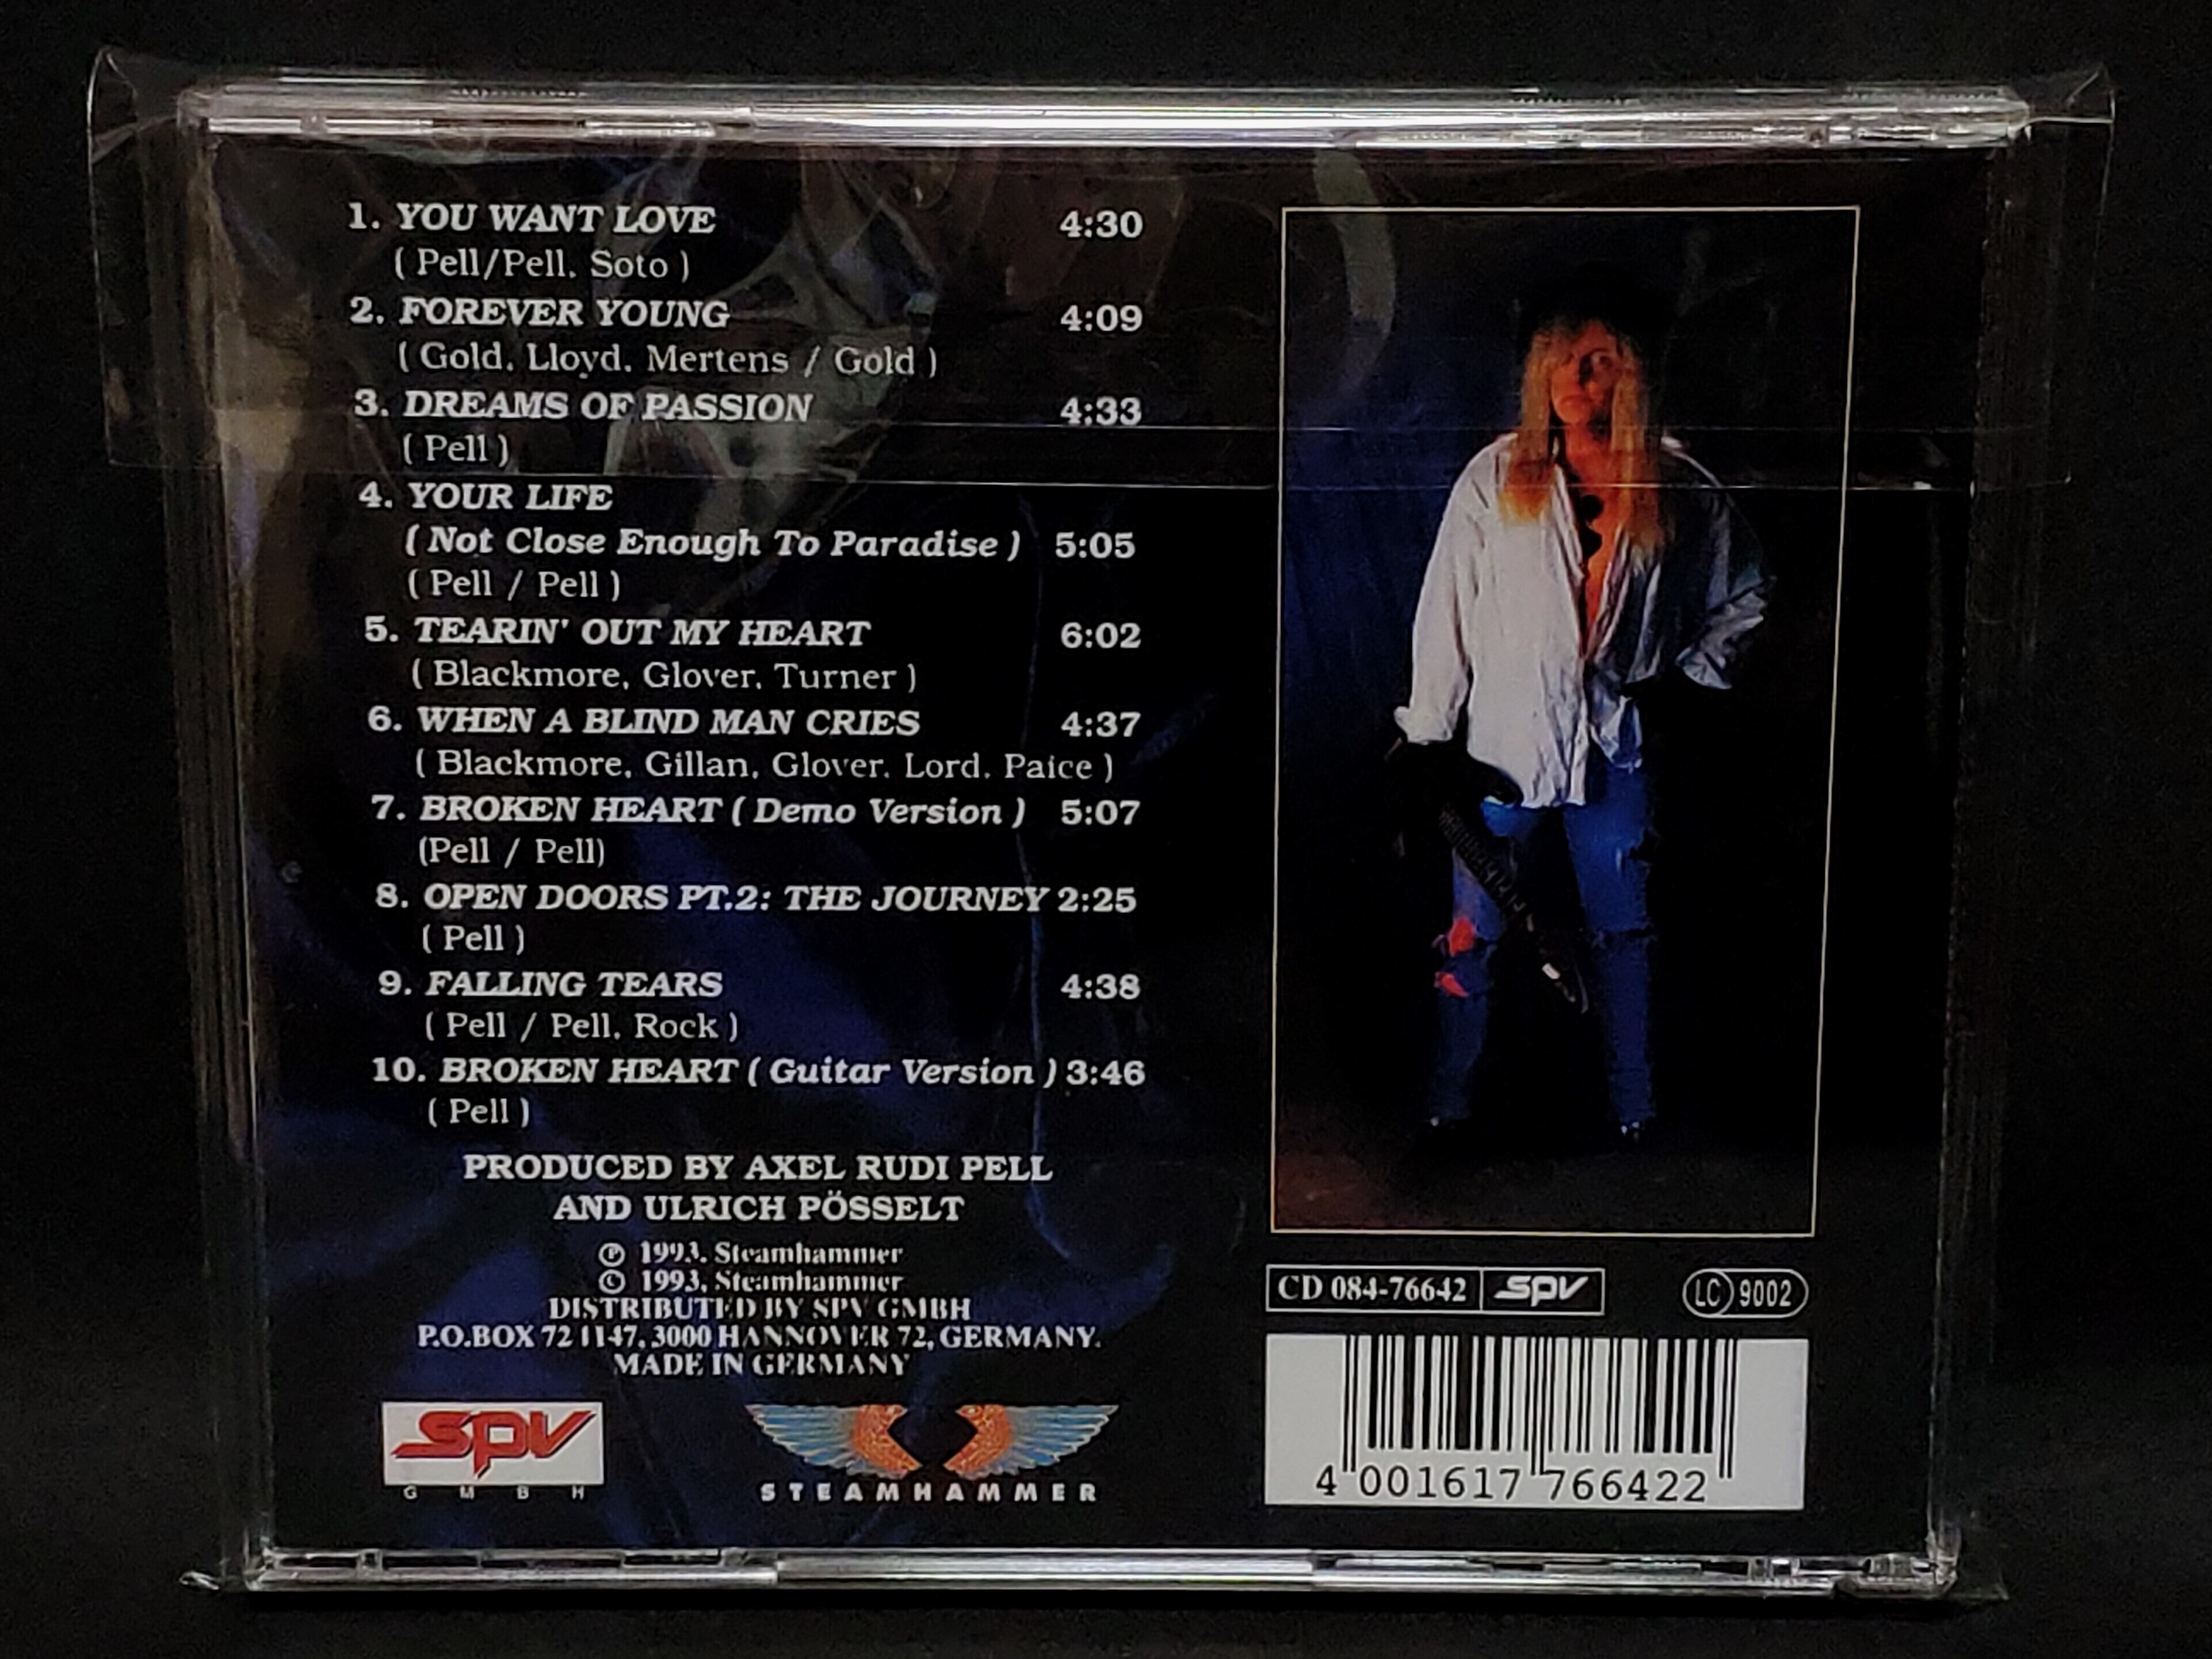 1. YOU WANT LOVE 4:30
( Pell/Pell, Soto )
2. FOREVER YOUNG 4:09
( Gold, Lloyd, Mertens / Gold )
3. DREAMS OF PASSION 4:33
( Pell )
4. YOUR LIFE
( Not Close Enough To Paradise ) 5:05
( Pell / Pell )
5. TEARIN' OUT MY HEART 6:02
( Blackmore, Glover, Turner )
6. WHEN A BLIND MAN CRIES 4:37
( Blackmore, Gillan, Glover, Lord, Paice )
7. BROKEN HEART ( Demo Version ) 5:07
(Pell / Pell)
8. OPEN DOORS PT.2: THE JOURNEY 2:25
( Pell )
9. FALLING TEARS 4:38
( Pell / Pell, Rock )
10. BROKEN HEART ( Guitar Version ) 3:46
( Pell )
PRODUCED BY AXEL RUDI PELL
AND ULRICH PÖSSELT
℗ 1993, Steamhammer
© 1993, Steamhammer
DISTRIBUTED BY SPV GMBH
P.O.BOX 72 1147, 3000 HANNOVER 72, GERMANY.
MADE IN GERMANY
spv
GMBH
STEAMHAMMER
CD 084-76642 spv
LC 9002
4 001617 766422